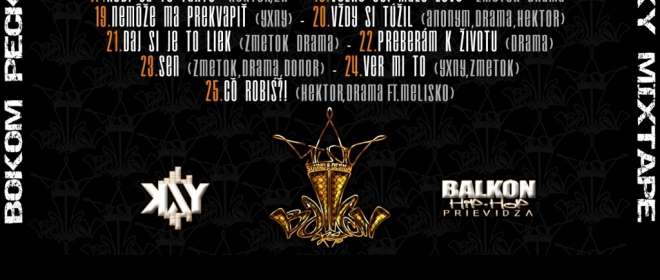 19.NEMÔŽE MA PREKVAPIŤ (YXNY) - 20.VŽDY SI TÚŽIL (ANONYM,DRAMA,HEKTOR)
21.DAJ SI JE TO LIEK (ZMETOK DRAMA) - 22.PREBERÁM K ŽIVOTU (DRAMA)
23.SEN (ZMETOK,DRAMA,DONOR) - 24.VER MI TO (YXNY,ZMETOK)
25.ČO ROBIŠ?! (HEKTOR,DRAMA FT.MELISKO)
BOKOM PECK
KY MIXTAPE
BALKON
HIP-HOP
PRIEVIDZA